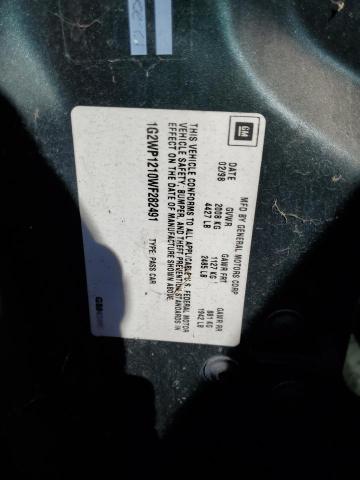 GM
MFD BY GENERAL MOTORS CORP
DATE GVWR GAWR FRT GAWR RR
02/98 2008 KG 1127 KG 881 KG
4427 LB 2485 LB 1942 LB
THIS VEHICLE CONFORMS TO ALL APPLICABLE U.S. FEDERAL MOTOR
VEHICLE SAFETY, BUMPER, AND THEFT PREVENTION STANDARDS IN
EFFECT ON THE DATE OF MANUFACTURE SHOWN ABOVE.
1G2WP1210WF282491 TYPE: PASS CAR
GM